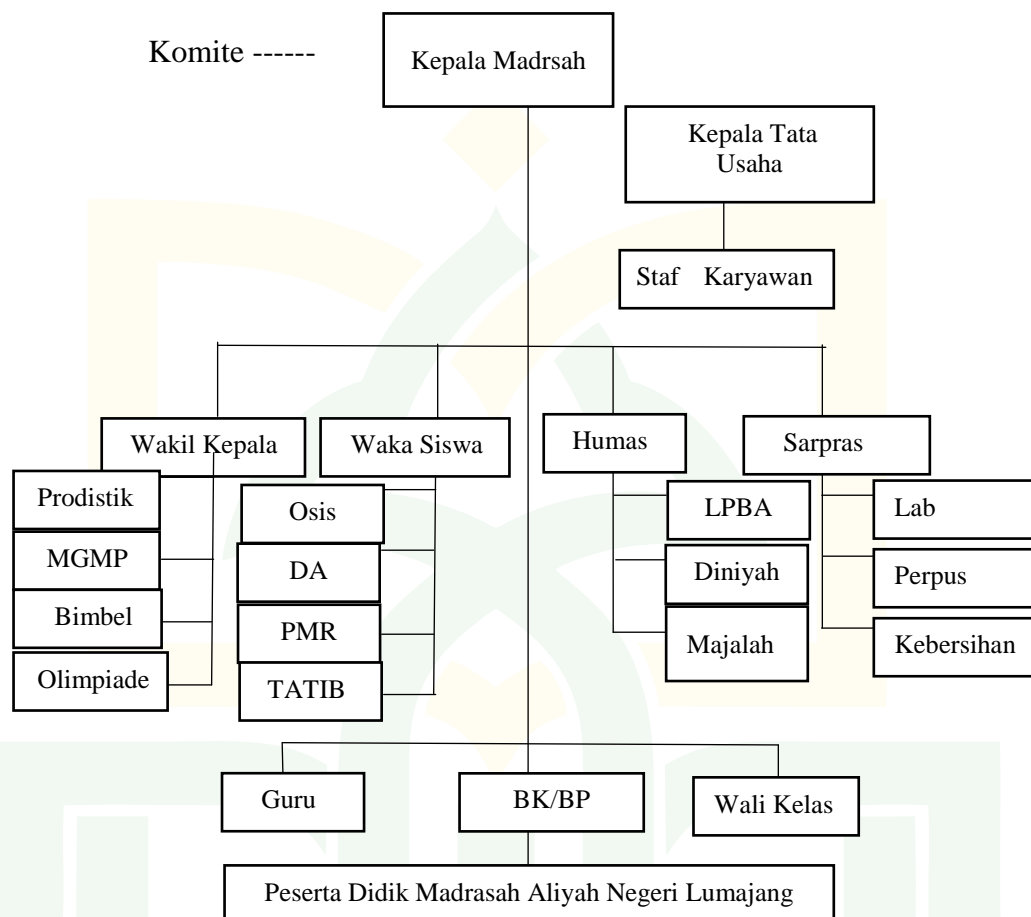 Komite ------
Kepala Madrsah
Kepala Tata
Usaha
Staf Karyawan
Wakil Kepala
Waka Siswa
Humas
Sarpras
Prodistik
MGMP
Bimbel
Olimpiade
Osis
DA
PMR
TATIB
LPBA
Diniyah
Majalah
Lab
Perpus
Kebersihan
Guru
BK/BP
Wali Kelas
Peserta Didik Madrasah Aliyah Negeri Lumajang